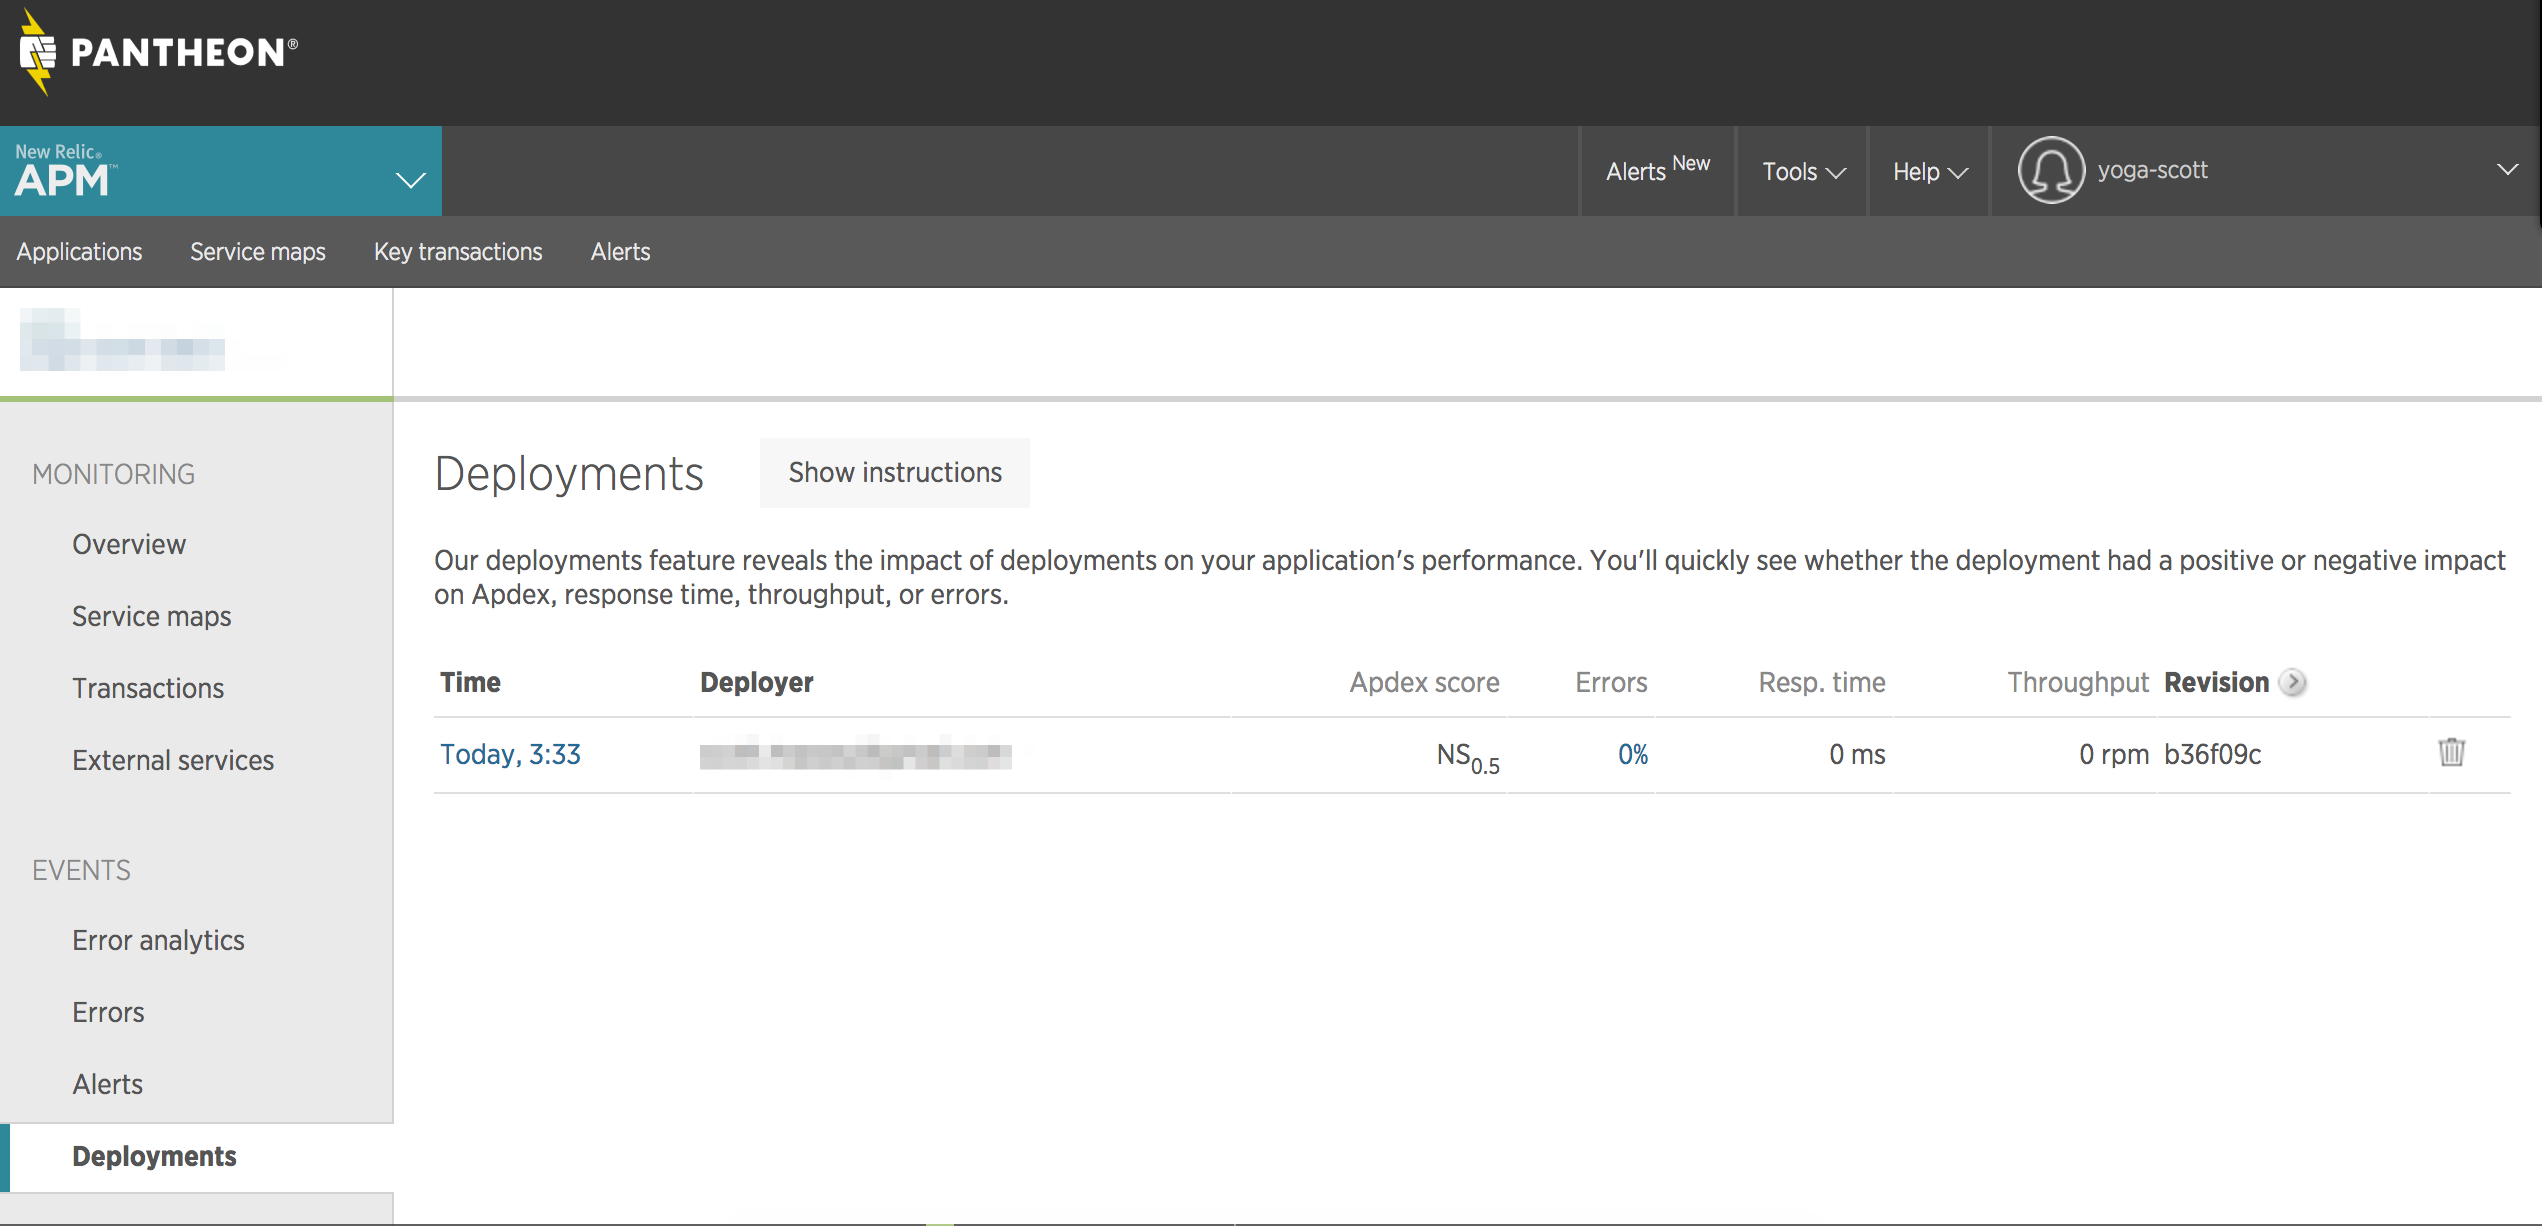 PANTHEON®
New Relic®
APM™
Alerts New
Tools
Help
yoga-scott
Applications
Service maps
Key transactions
Alerts
MONITORING
Overview
Service maps
Transactions
External services
EVENTS
Error analytics
Errors
Alerts
Deployments
Deployments
Show instructions
Our deployments feature reveals the impact of deployments on your application's performance. You'll quickly see whether the deployment had a positive or negative impact
on Apdex, response time, throughput, or errors.
Time Deployer Apdex score Errors Resp. time Throughput Revision
Today, 3:33 NS0.5 0% 0 ms 0 rpm b36f09c